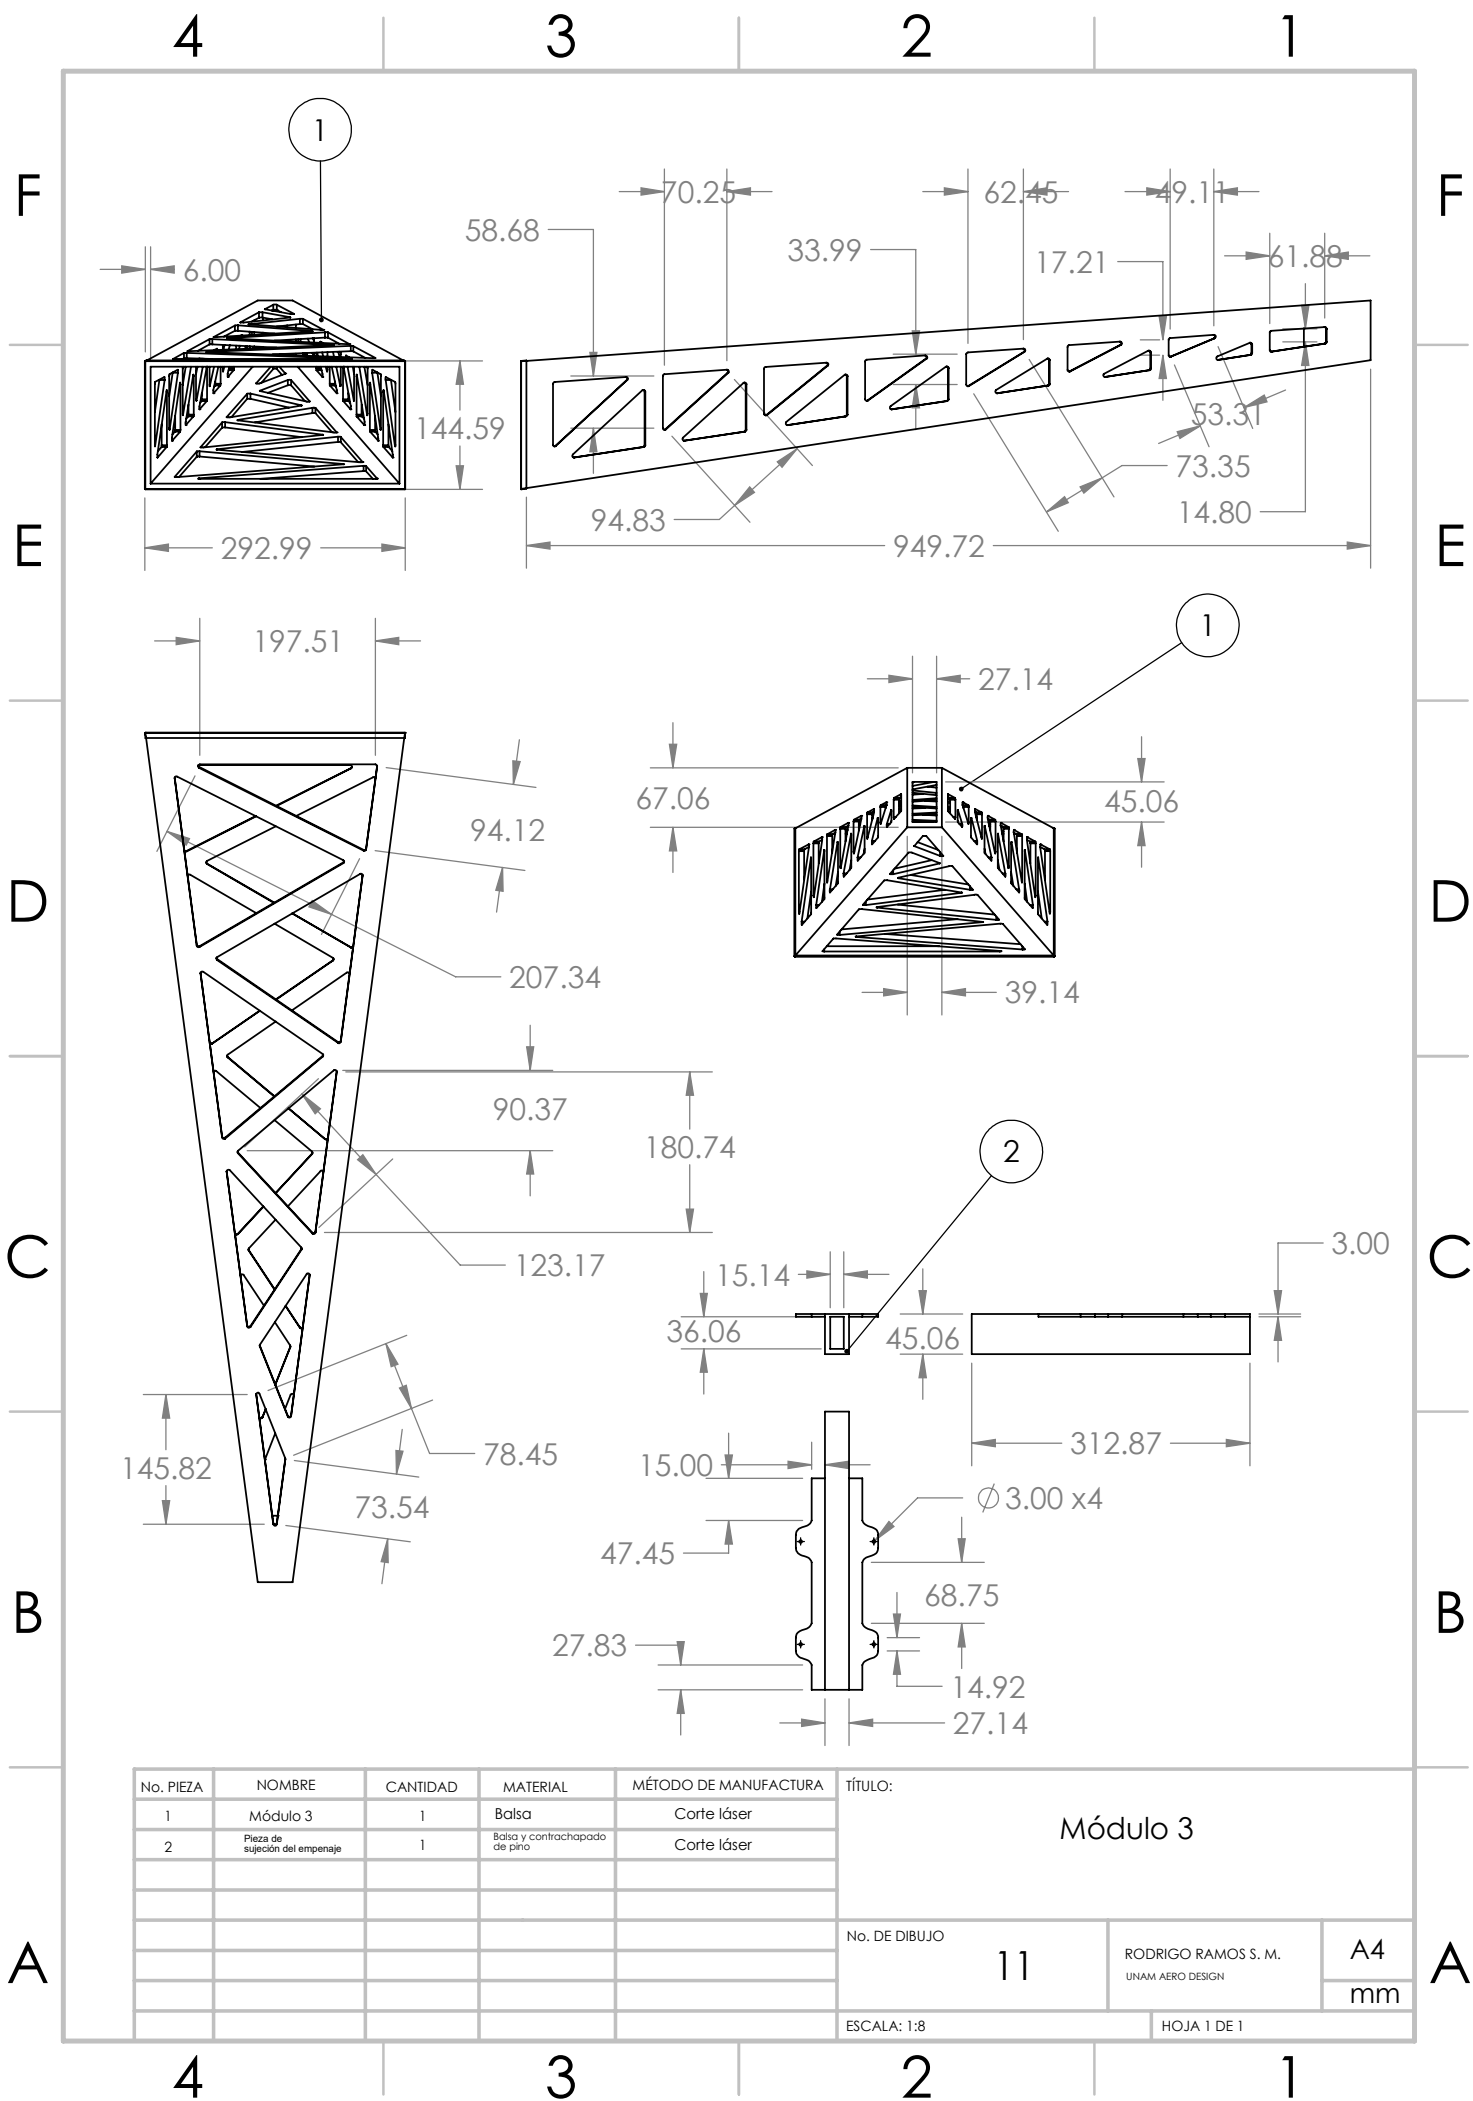 4 3 2 1
F F
E E
D D
C C
B B
A A
1
6.00
144.59
292.99
70.25
62.45
49.11
58.68
33.99
17.21
61.88
53.31
73.35
14.80
94.83
949.72
197.51
94.12
207.34
90.37
180.74
123.17
78.45
145.82
73.54
1
27.14
67.06
45.06
39.14
2
15.14
36.06
45.06
3.00
312.87
15.00
Ø 3.00 x4
47.45
68.75
27.83
14.92
27.14
No. PIEZA NOMBRE CANTIDAD MATERIAL MÉTODO DE MANUFACTURA
1 Módulo 3 1 Balsa Corte láser
2 Pieza de sujeción del empenaje 1 Balsa y contrachapado de pino Corte láser
TÍTULO:
Módulo 3
No. DE DIBUJO
11
RODRIGO RAMOS S. M.
UNAM AERO DESIGN
A4
mm
ESCALA: 1:8
HOJA 1 DE 1
4 3 2 1